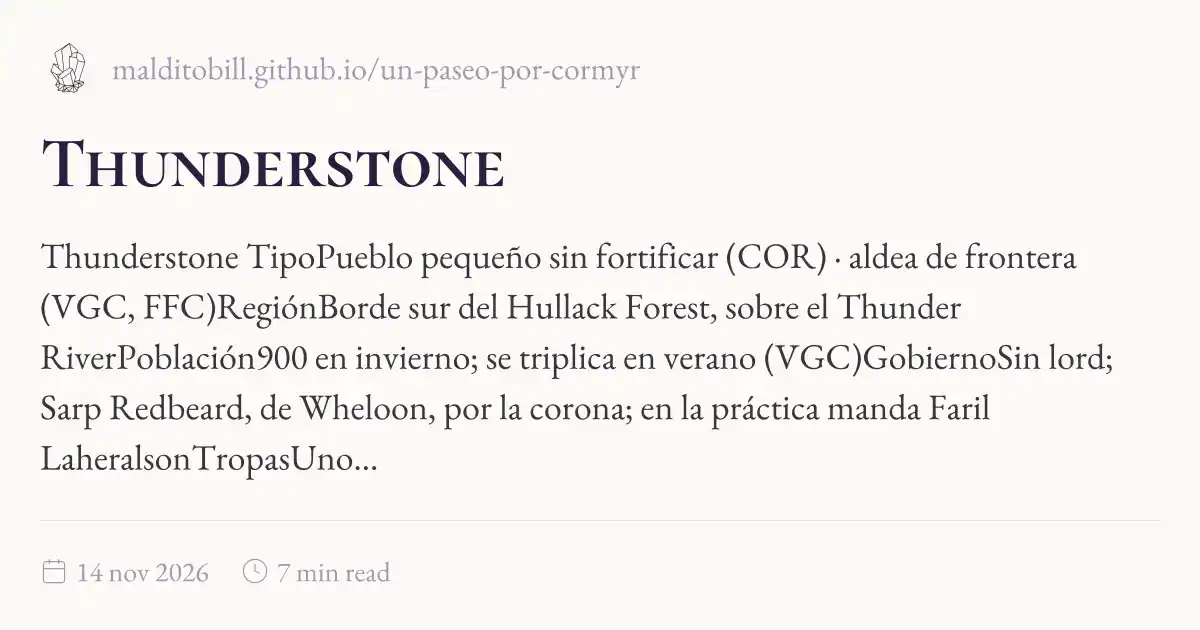 malditobill.github.io/un-paseo-por-cormyr
Thunderstone
Thunderstone TipoPueblo pequeño sin fortificar (COR) · aldea de frontera
(VGC, FFC)RegiónBorde sur del Hullack Forest, sobre el Thunder
RiverPoblación900 en invierno; se triplica en verano (VGC)GobiernoSin lord;
Sarp Redbeard, de Wheloon, por la corona; en la práctica manda Faril
LaheralsonTropasUno...
14 nov 2026 7 min read